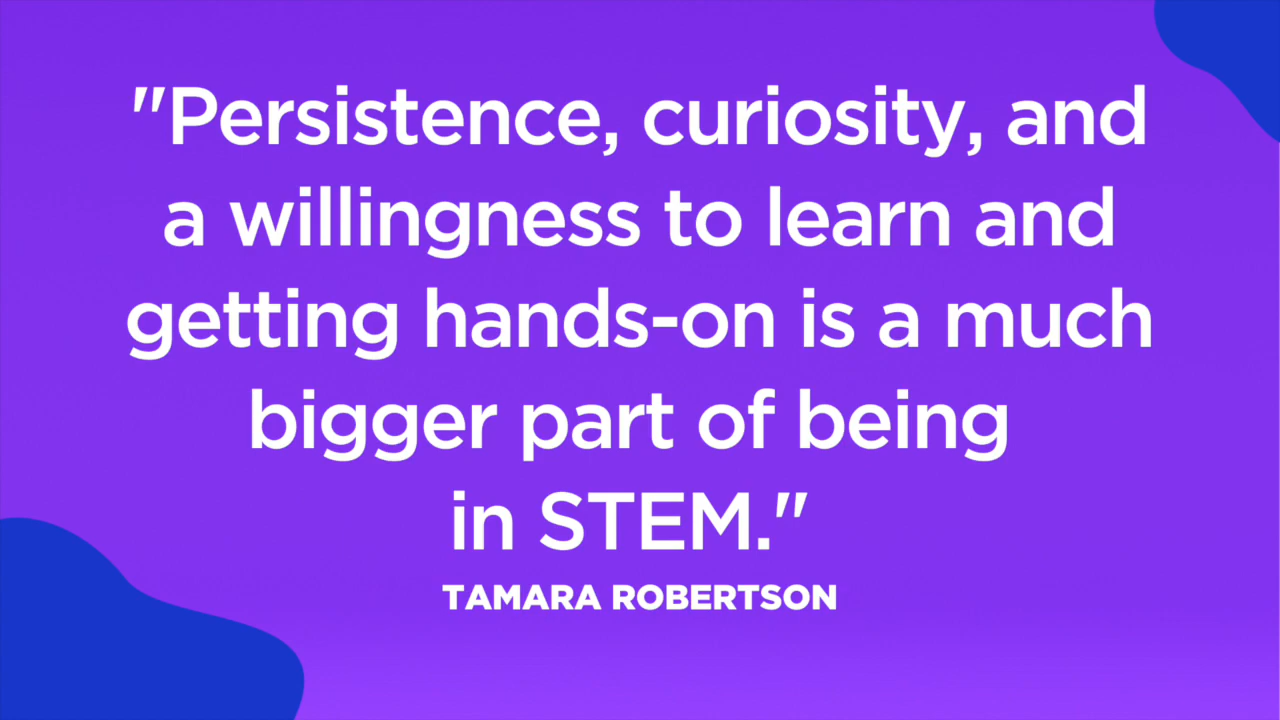 "Persistence, curiosity, and
a willingness to learn and
getting hands-on is a much
bigger part of being
in STEM."
TAMARA ROBERTSON